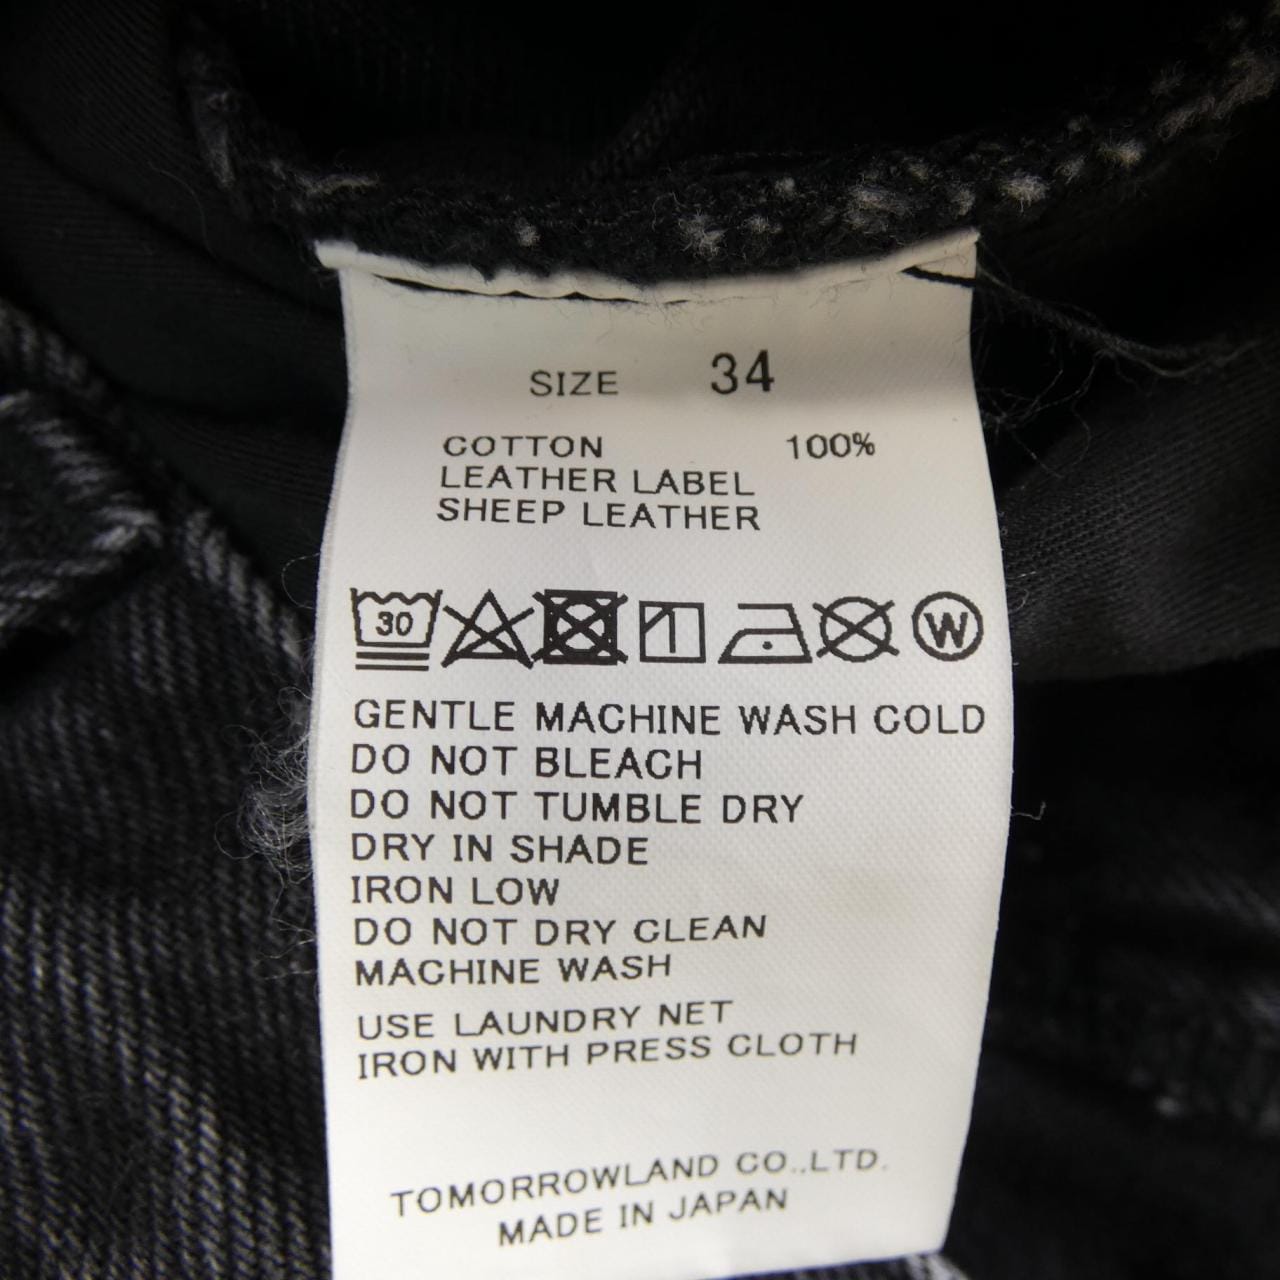 SIZE 34
COTTON 100%
LEATHER LABEL
SHEEP LEATHER
30 W
GENTLE MACHINE WASH COLD
DO NOT BLEACH
DO NOT TUMBLE DRY
DRY IN SHADE
IRON LOW
DO NOT DRY CLEAN
MACHINE WASH
USE LAUNDRY NET
IRON WITH PRESS CLOTH
TOMORROWLAND CO.,LTD.
MADE IN JAPAN